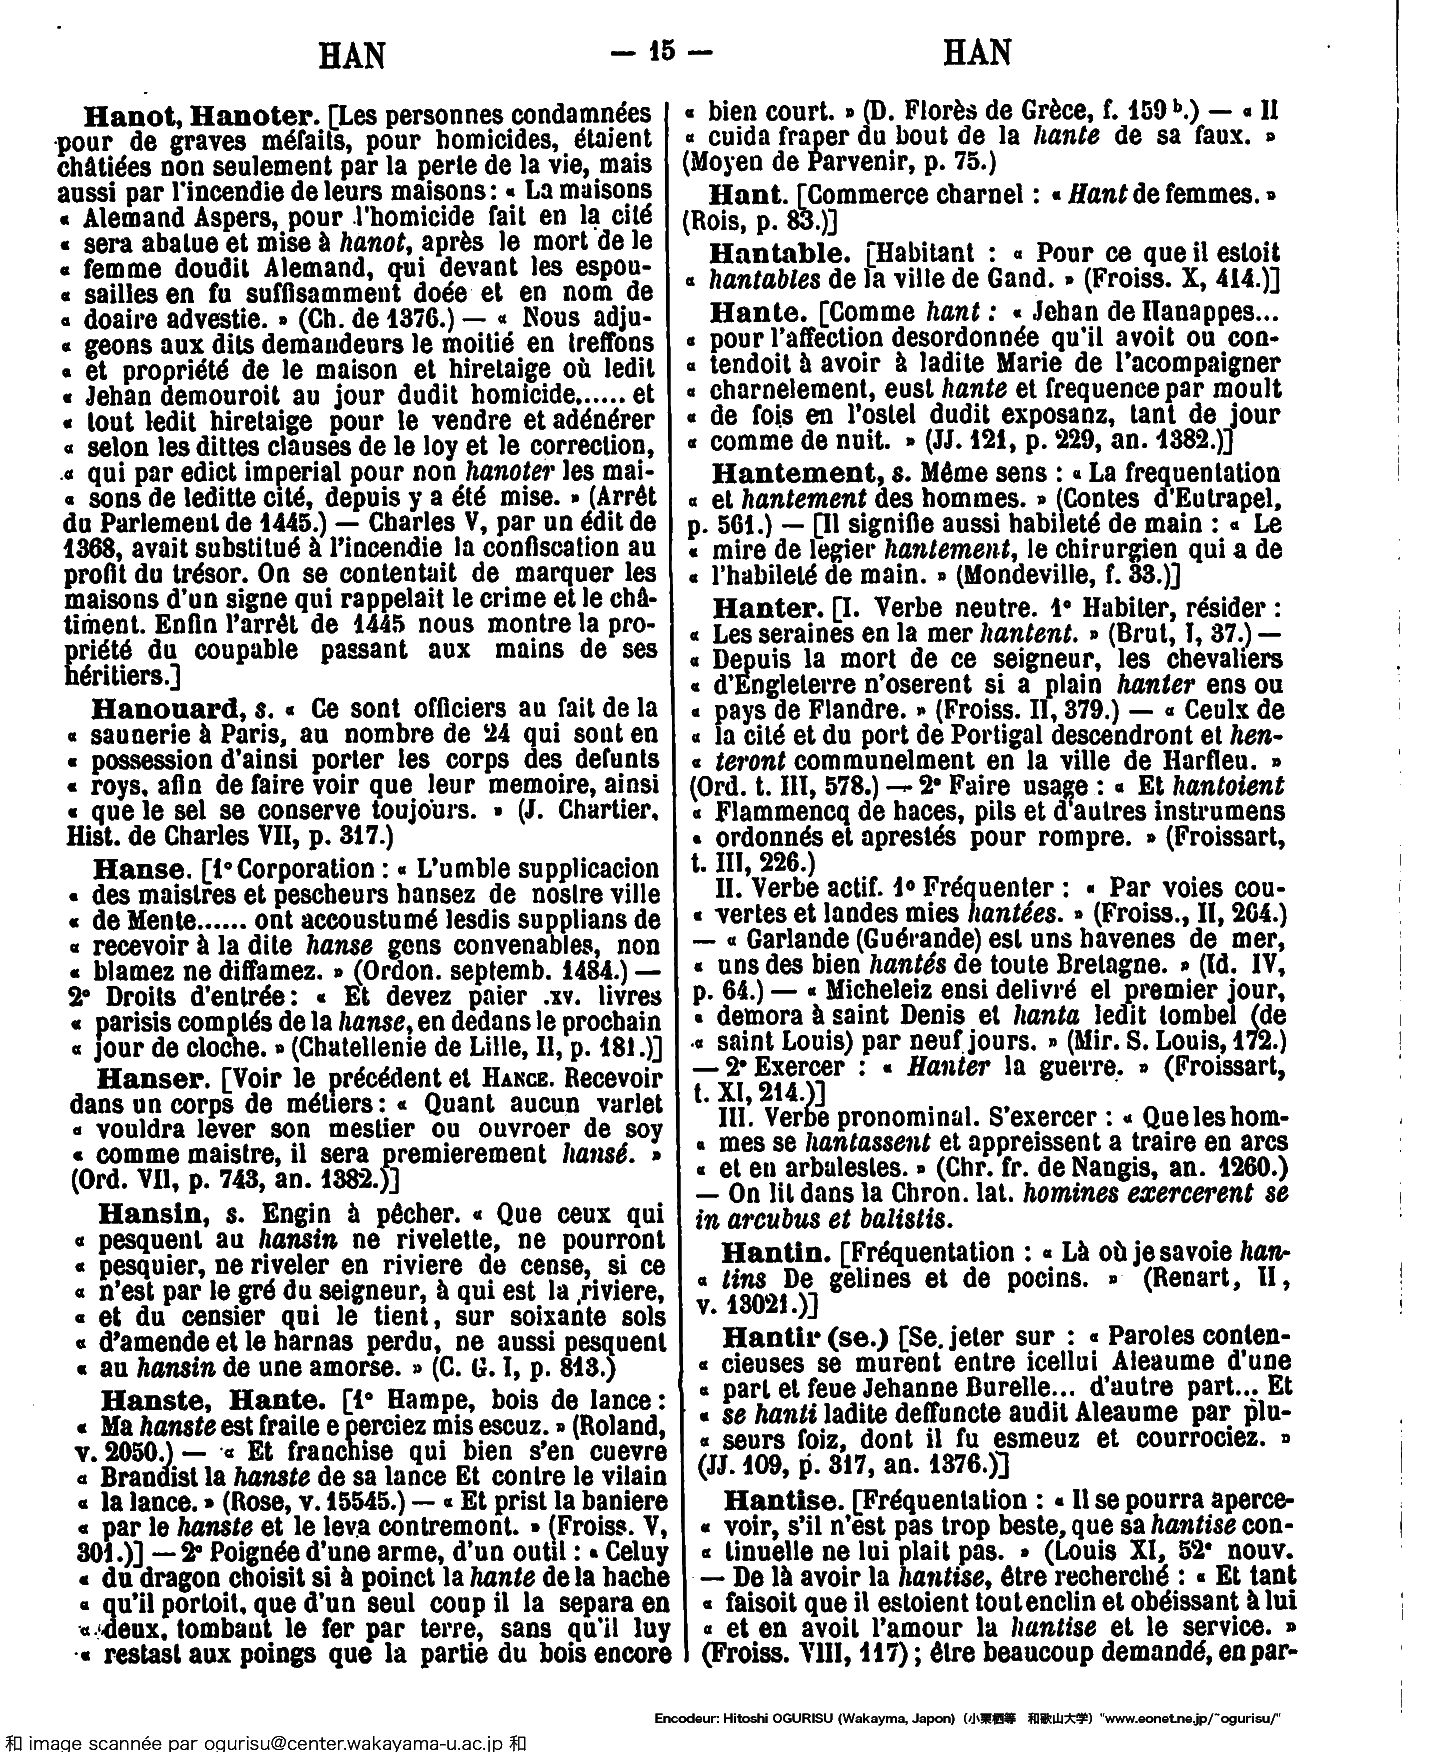 HAN
— 15 —
HAN
Hanot, Hanoter. [Les personnes condamnées
pour de graves méfaits, pour homicides, étaient
châtiées non seulement par la perte de la vie, mais
aussi par l'incendie de leurs maisons : « La maisons
« Alemand Aspers, pour l'homicide fait en la cité
« sera abatue et mise à hanot, après le mort de le
« femme doudit Alemand, qui devant les espou-
« sailles en fu suffisamment doée et en nom de
« doaire advestie. » (Ch. de 1376.) — « Nous adju-
« geons aux dits demandeurs le moitié en treffons
« et propriété de le maison et hiretaige où ledit
« Jehan demouroit au jour dudit homicide...... et
« tout ledit hiretaige pour le vendre et adénérer
« selon les dittes clauses de le loy et le correction,
« qui par edict imperial pour non hanoter les mai-
« sons de leditte cité, depuis y a été mise. » (Arrêt
du Parlement de 1445.) — Charles V, par un édit de
1368, avait substitué à l'incendie la confiscation au
profit du trésor. On se contentait de marquer les
maisons d'un signe qui rappelait le crime et le châ-
timent. Enfin l'arrêt de 1445 nous montre la pro-
priété du coupable passant aux mains de ses
héritiers.]
Hanouard, s. « Ce sont officiers au fait de la
« saunerie à Paris, au nombre de 24 qui sont en
« possession d'ainsi porter les corps des defunts
« roys, afin de faire voir que leur memoire, ainsi
« que le sel se conserve toujours. » (J. Chartier,
Hist. de Charles VII, p. 317.)
Hanse. [1° Corporation : « L'umble supplicacion
« des maistres et pescheurs hansez de nostre ville
« de Mente...... ont accoustumé lesdis supplians de
« recevoir à la dite hanse gens convenables, non
« blamez ne diffamez. » (Ordon. septemb. 1484.) —
2° Droits d'entrée : « Et devez paier .xv. livres
« parisis comptés de la hanse, en dedans le prochain
« jour de cloche. » (Chatellenie de Lille, II, p. 181.)]
Hanser. [Voir le précédent et HANCE. Recevoir
dans un corps de métiers : « Quant aucun varlet
« vouldra lever son mestier ou ouvroer de soy
« comme maistre, il sera premierement hansé. »
(Ord. VII, p. 743, an. 1382.)]
Hansin, s. Engin à pêcher. « Que ceux qui
« pesquent au hansin ne rivelette, ne pourront
« pesquier, ne riveler en riviere de cense, si ce
« n'est par le gré du seigneur, à qui est la riviere,
« et du censier qui le tient, sur soixante sols
« d'amende et le harnas perdu, ne aussi pesquent
« au hansin de une amorse. » (C. G. I, p. 813.)
Hanste, Hante. [1° Hampe, bois de lance :
« Ma hanste est fraite e perciez mis escuz. » (Roland,
v. 2050.) — « Et franchise qui bien s'en cuevre
« Brandist la hanste de sa lance Et contre le vilain
« la lance. » (Rose, v. 15545.) — « Et prist la baniere
« par le hanste et le leva contremont. » (Froiss. V,
301.)] — 2° Poignée d'une arme, d'un outil : « Celuy
« du dragon choisit si à poinct la hante de la hache
« qu'il portoit, que d'un seul coup il la separa en
« deux, tombant le fer par terre, sans qu'il luy
« restast aux poings que la partie du bois encore
« bien court. » (D. Florès de Grèce, f. 159 b.) — « Il
« cuida fraper du bout de la hante de sa faux. »
(Moyen de Parvenir, p. 75.)
Hant. [Commerce charnel : « Hant de femmes. »
(Rois, p. 83.)]
Hantable. [Habitant : « Pour ce que il estoit
« hantables de la ville de Gand. » (Froiss. X, 414.)]
Hante. [Comme hant : « Jehan de Hanappes...
« pour l'affection desordonnée qu'il avoit ou con-
« tendoit à avoir à ladite Marie de l'acompaigner
« charnelement, eust hante et frequence par moult
« de fois en l'ostel dudit exposanz, tant de jour
« comme de nuit. » (JJ. 121, p. 229, an. 1382.)]
Hantement, s. Même sens : « La frequentation
« et hantement des hommes. » (Contes d'Eutrapel,
p. 561.) — [Il signifie aussi habileté de main : « Le
« mire de legier hantement, le chirurgien qui a de
« l'habileté de main. » (Mondeville, f. 33.)]
Hanter. [I. Verbe neutre. 1° Habiter, résider :
« Les seraines en la mer hantent. » (Brut, I, 37.) —
« Depuis la mort de ce seigneur, les chevaliers
« d'Engleterre n'oserent si a plain hanter ens ou
« pays de Flandre. » (Froiss. II, 379.) — « Ceulx de
« la cité et du port de Portigal descendront et hen-
« teront communelment en la ville de Harfleu. »
(Ord. t. III, 578.) — 2° Faire usage : « Et hantoient
« Flammencq de haces, pils et d'autres instrumens
« ordonnés et aprestés pour rompre. » (Froissart,
t. III, 226.)
II. Verbe actif. 1° Fréquenter : « Par voies cou-
« vertes et landes mies hantées. » (Froiss., II, 264.)
— « Garlande (Guérande) est uns havenes de mer,
« uns des bien hantés de toute Bretagne. » (Id. IV,
p. 64.) — « Micheleiz ensi delivré el premier jour,
« demora à saint Denis et hanta ledit tombel (de
« saint Louis) par neuf jours. » (Mir. S. Louis, 172.)
— 2° Exercer : « Hanter la guerre. » (Froissart,
t. XI, 214.)]
III. Verbe pronominal. S'exercer : « Que les hom-
« mes se hantassent et appreissent a traire en arcs
« et en arbalestes. » (Chr. fr. de Nangis, an. 1260.)
— On lit dans la Chron. lat. homines exercerent se
in arcubus et balistis.
Hantin. [Fréquentation : « Là où je savoie han-
« tins De gelines et de pocins. » (Renart, II,
v. 13021.)]
Hantir (se.) [Se jeter sur : « Paroles conten-
« cieuses se murent entre icellui Aleaume d'une
« part et feue Jehanne Burelle... d'autre part... Et
« se hanti ladite deffuncte audit Aleaume par plu-
« seurs foiz, dont il fu esmeuz et courrociez. »
(JJ. 109, p. 317, an. 1376.)]
Hantise. [Fréquentation : « Il se pourra aperce-
« voir, s'il n'est pas trop beste, que sa hantise con-
« tinuelle ne lui plait pas. » (Louis XI, 52e nouv.
— De là avoir la hantise, être recherché : « Et tant
« faisoit que il estoient tout enclin et obéissant à lui
« et en avoit l'amour la hantise et le service. »
(Froiss. VIII, 117) ; être beaucoup demandé, en par-
Encodeur: Hitoshi OGURISU (Wakayma, Japon) (小栗栖等 和歌山大学) "www.eonet.ne.jp/~ogurisu/"
和 image scannée par ogurisu@center.wakayama-u.ac.jp 和